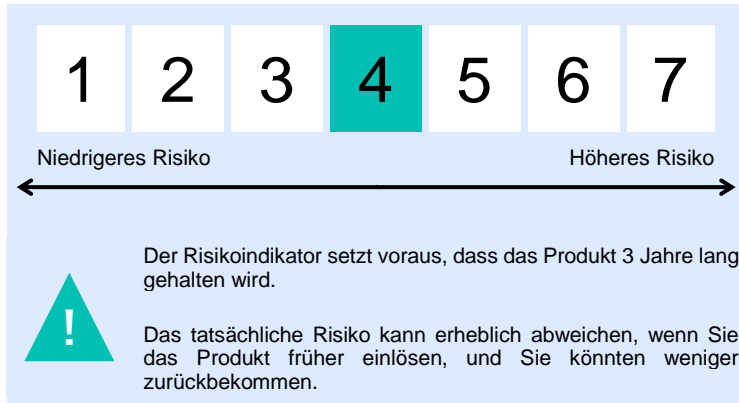 1 2 3 4 5 6 7
Niedrigeres Risiko Höheres Risiko
Der Risikoindikator setzt voraus, dass das Produkt 3 Jahre lang
gehalten wird.
!
Das tatsächliche Risiko kann erheblich abweichen, wenn Sie
das Produkt früher einlösen, und Sie könnten weniger
zurückbekommen.